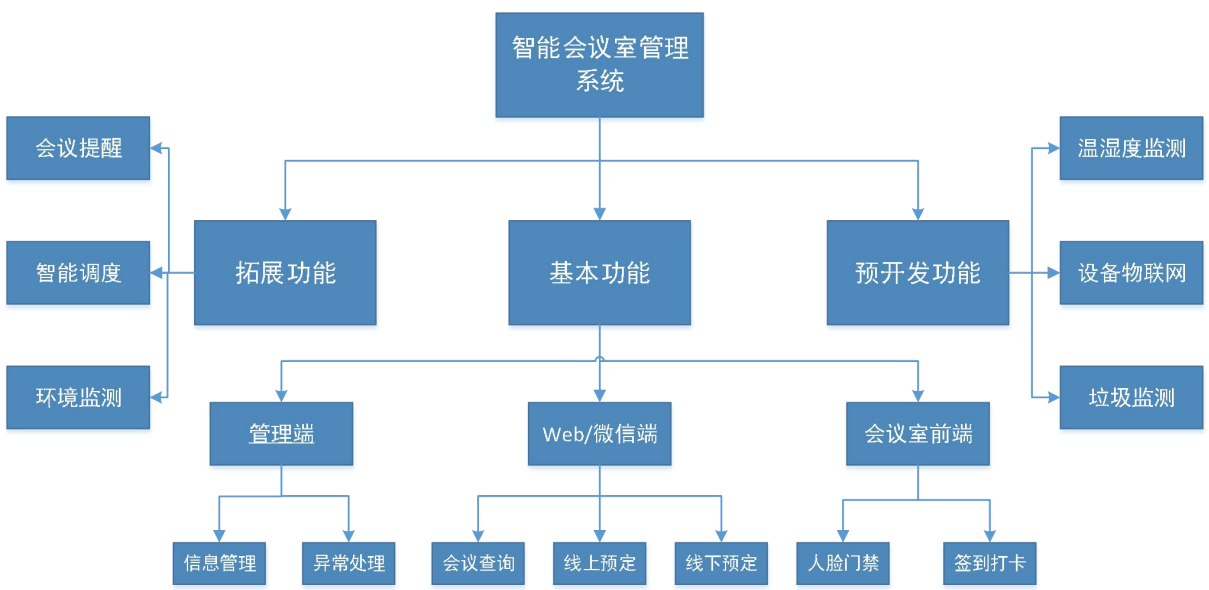 智能会议室管理
系统
会议提醒
温湿度监测
拓展功能
基本功能
预开发功能
智能调度
设备物联网
环境监测
垃圾监测
管理端
Web/微信端
会议室前端
信息管理
异常处理
会议查询
线上预定
线下预定
人脸门禁
签到打卡